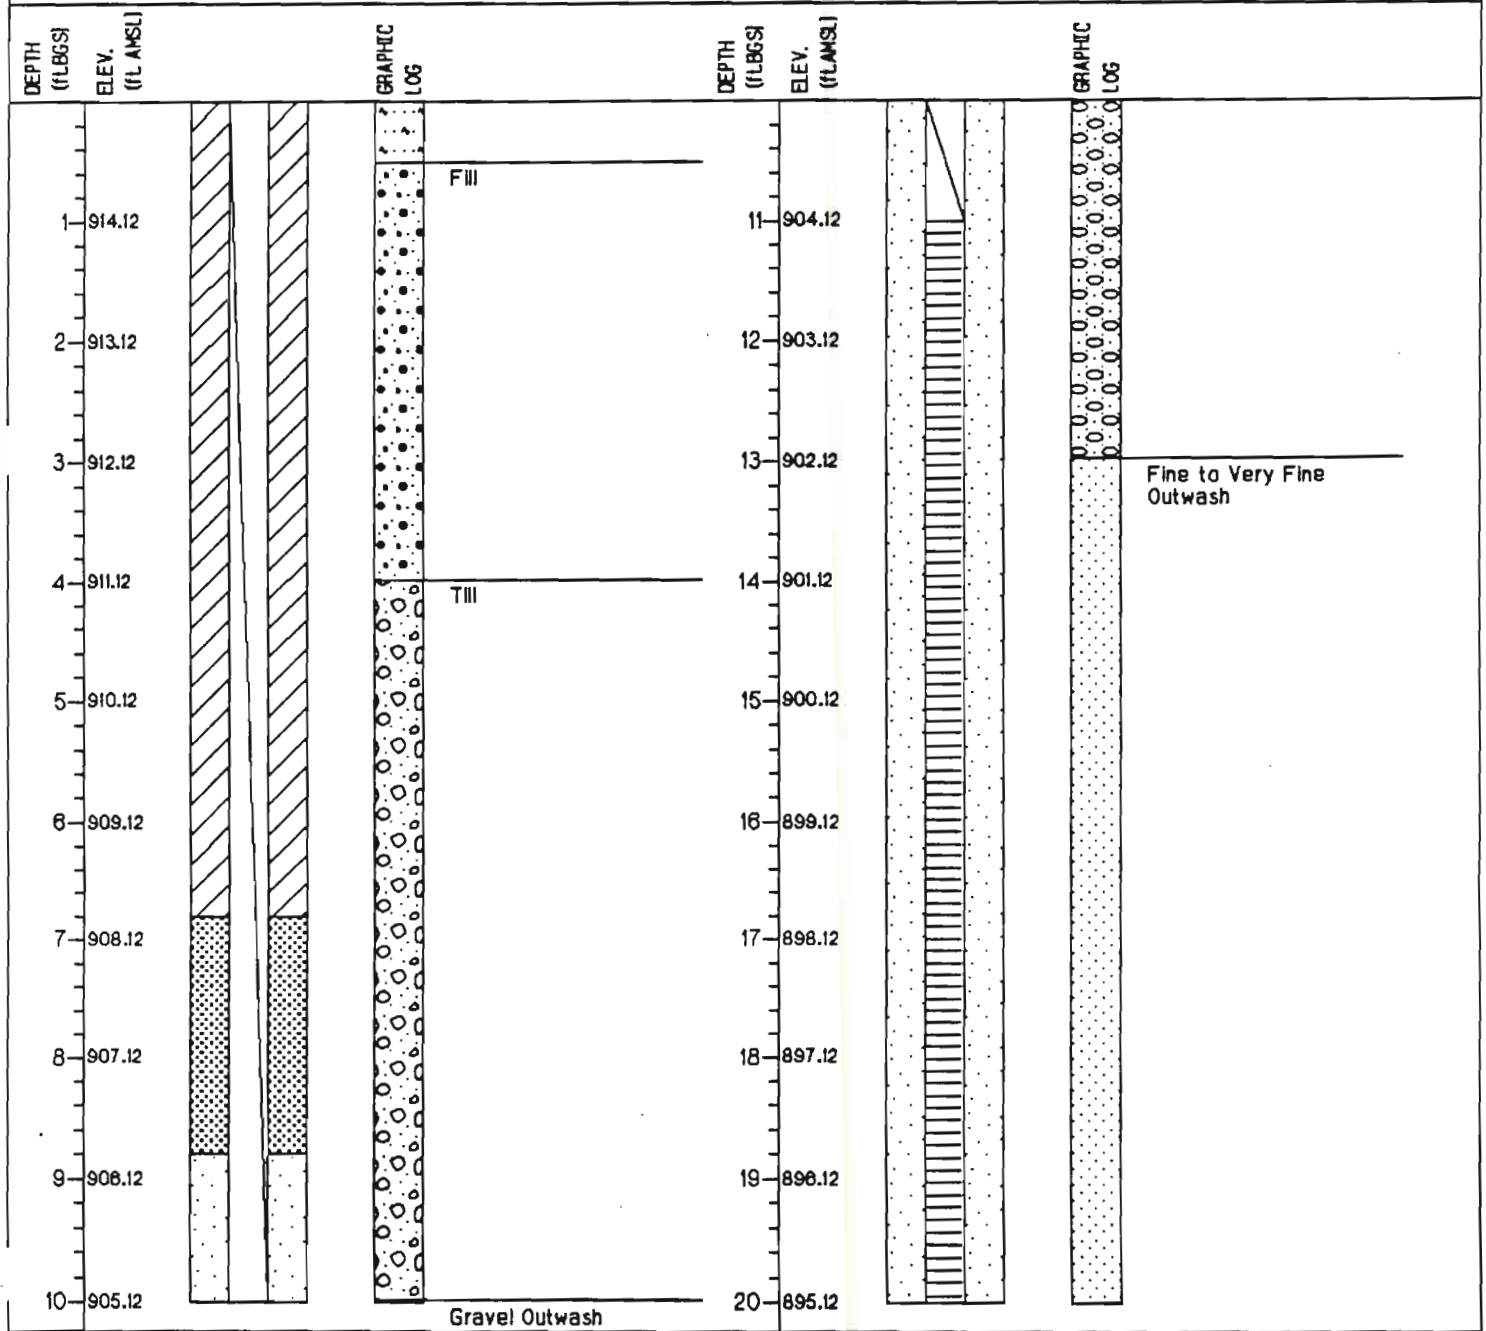 DEPTH
(ft.BGS)
ELEV.
(ft. AMSL)
GRAPHIC
LOG
DEPTH
(ft.BGS)
ELEV.
(ft.AMSL)
GRAPHIC
LOG
Fill
1 914.12
2 913.12
3 912.12
4 911.12
Till
5 910.12
6 909.12
7 908.12
8 907.12
9 906.12
10 905.12
Gravel Outwash
11 904.12
12 903.12
13 902.12
Fine to Very Fine
Outwash
14 901.12
15 900.12
16 899.12
17 898.12
18 897.12
19 896.12
20 895.12